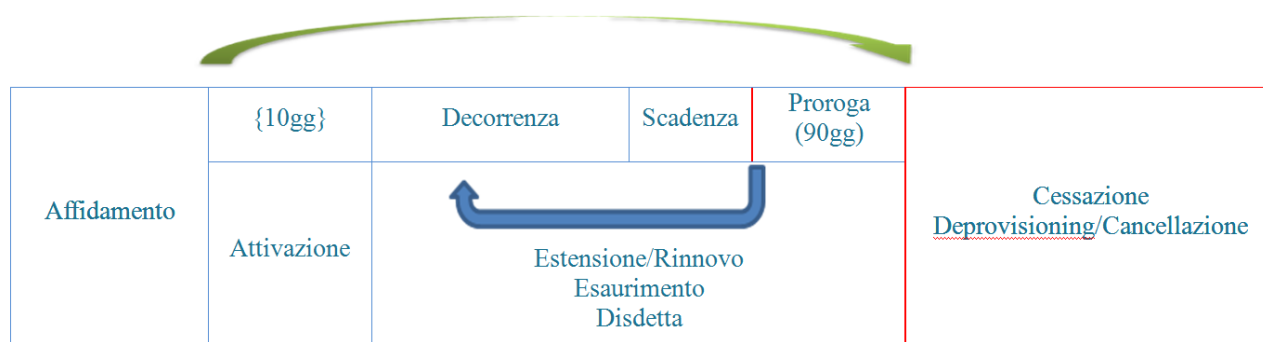 Affidamento
{10gg}
Attivazione
Decorrenza
Scadenza
Proroga
(90gg)
Estensione/Rinnovo
Esaurimento
Disdetta
Cessazione
Deprovisioning/Cancellazione